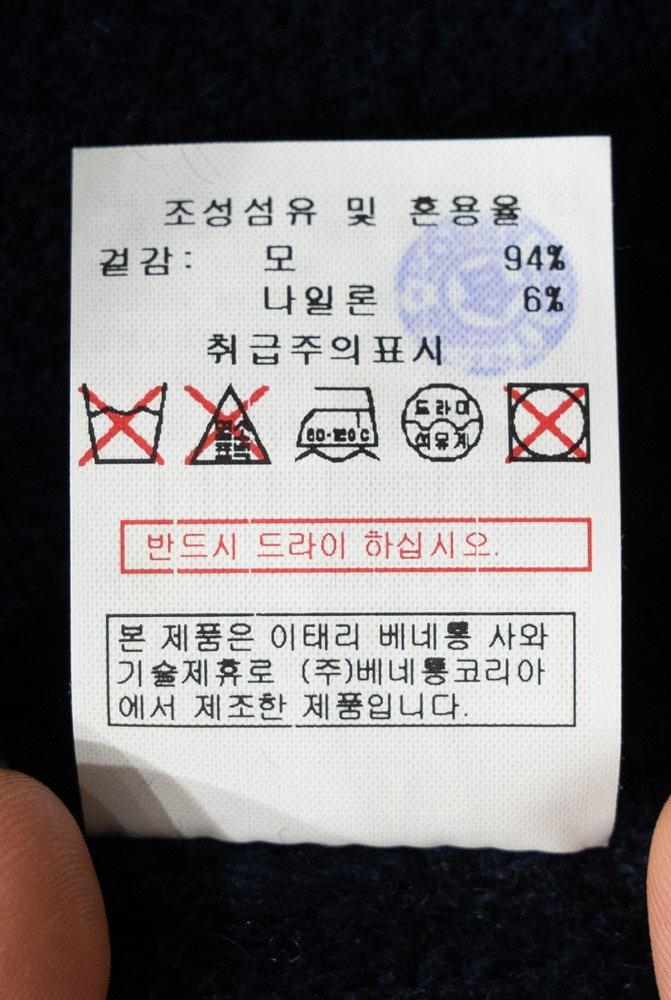 조성섬유 및 혼용율
겉감: 모 94%
나일론 6%
취급주의표시
염소
표백
60·120℃
드라이
석유계
반드시 드라이 하십시오.
본 제품은 이태리 베네통 사와
기술제휴로 (주)베네통코리아
에서 제조한 제품입니다.